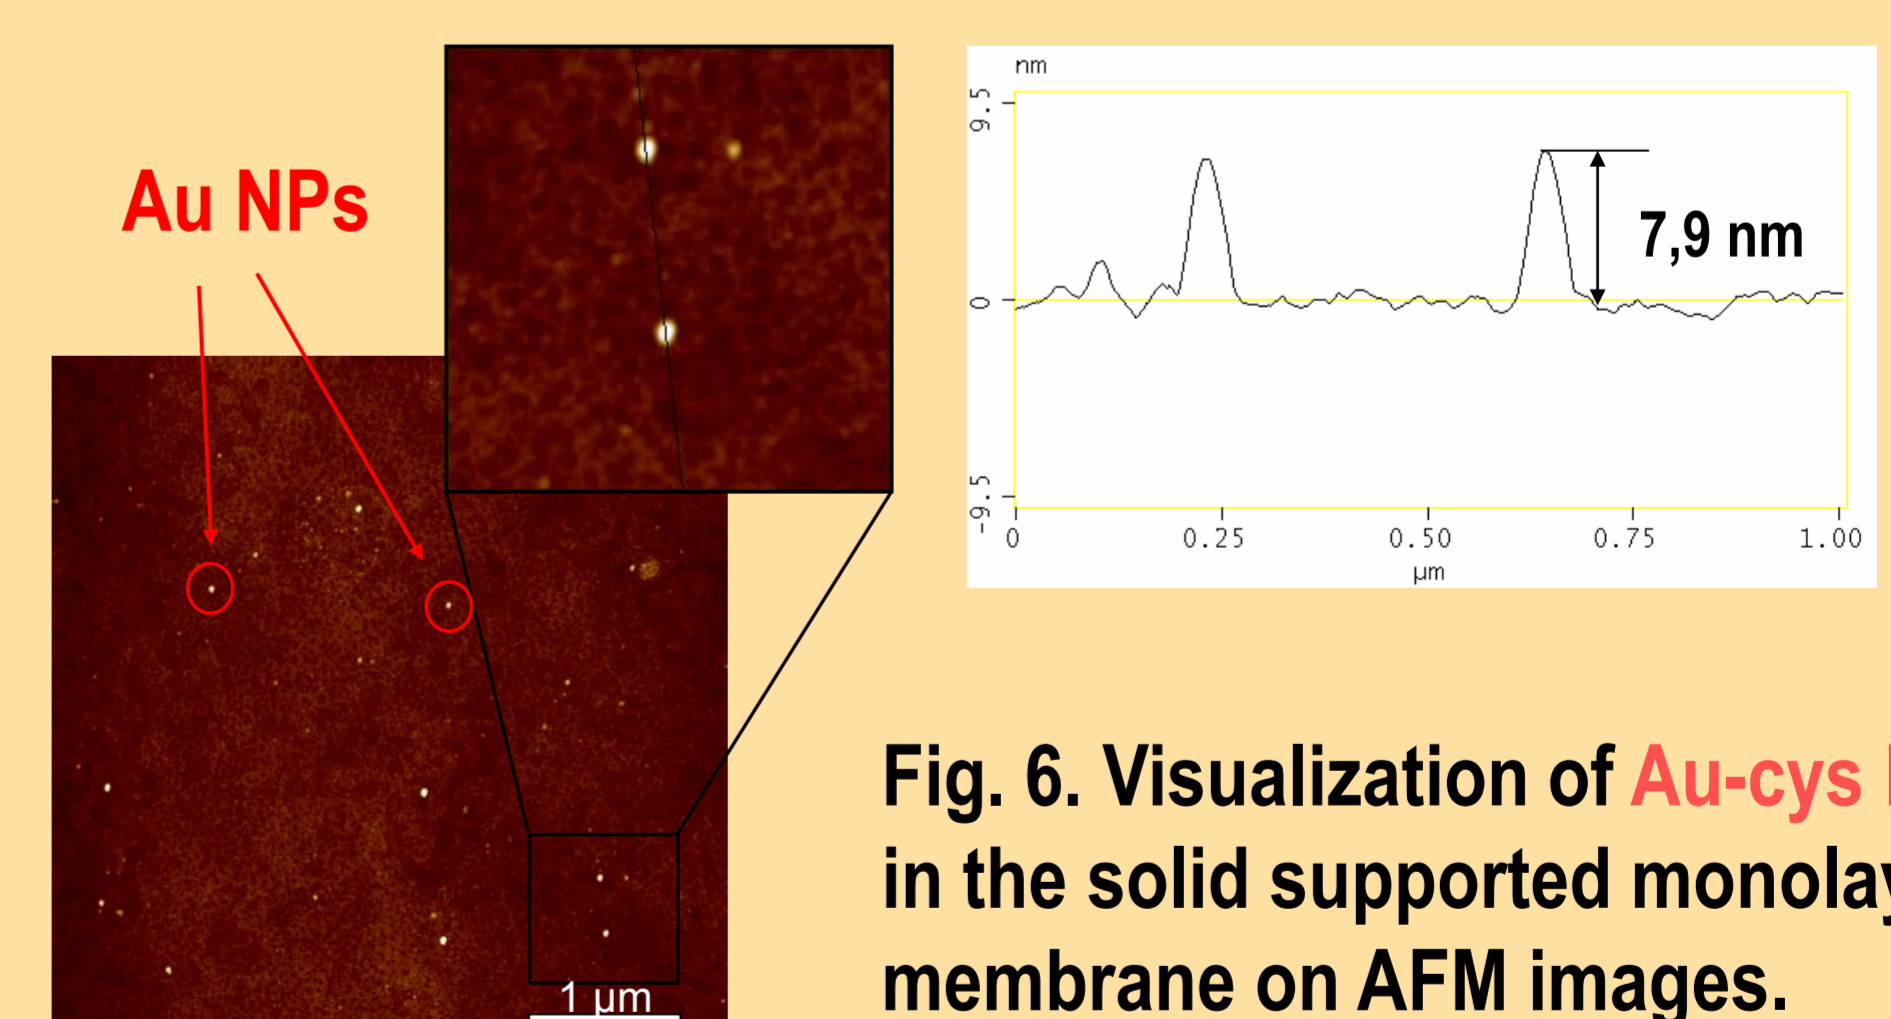 Au NPs
nm
9.5
0
-9.5
7,9 nm
0 0.25 0.50 0.75 1.00
µm
1 µm
Fig. 6. Visualization of Au-cys
in the solid supported
membrane on AFM images.